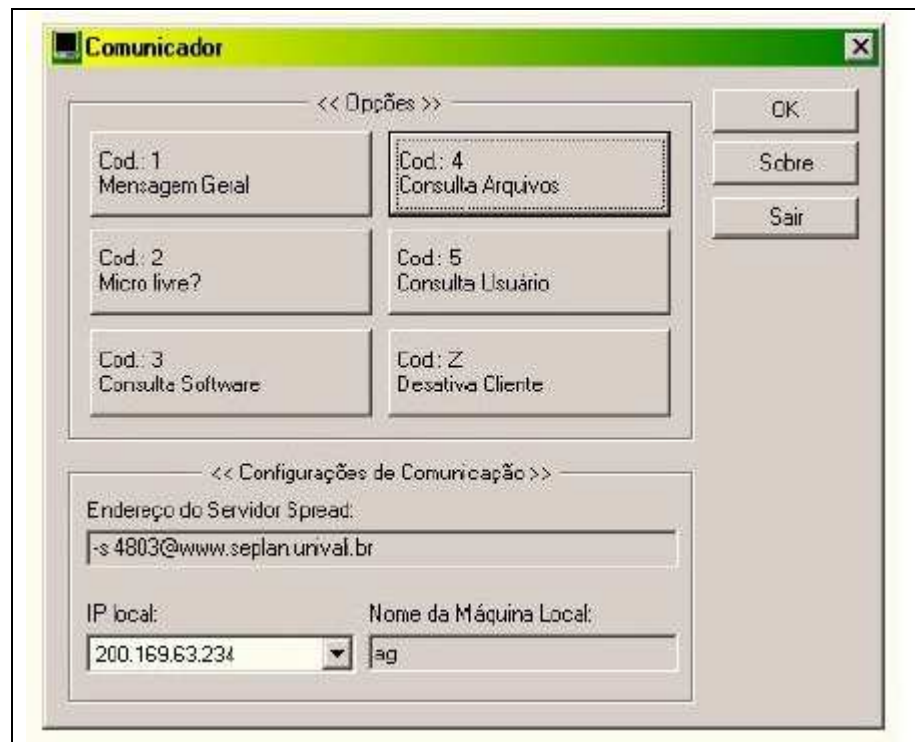 Comunicador
<< Opções >>
OK
Cod.: 1
Mensagem Geral
Cod.: 4
Consulta Arquivos
Sobre
Sair
Cod.: 2
Micro livre?
Cod.: 5
Consulta Usuário
Cod.: 3
Consulta Software
Cod.: Z
Desativa Cliente
<< Configurações de Comunicação >>
Endereço do Servidor Spread:
-s 4803@www.seplan.unival.br
IP local:
Nome da Máquina Local:
200.169.63.234
ag